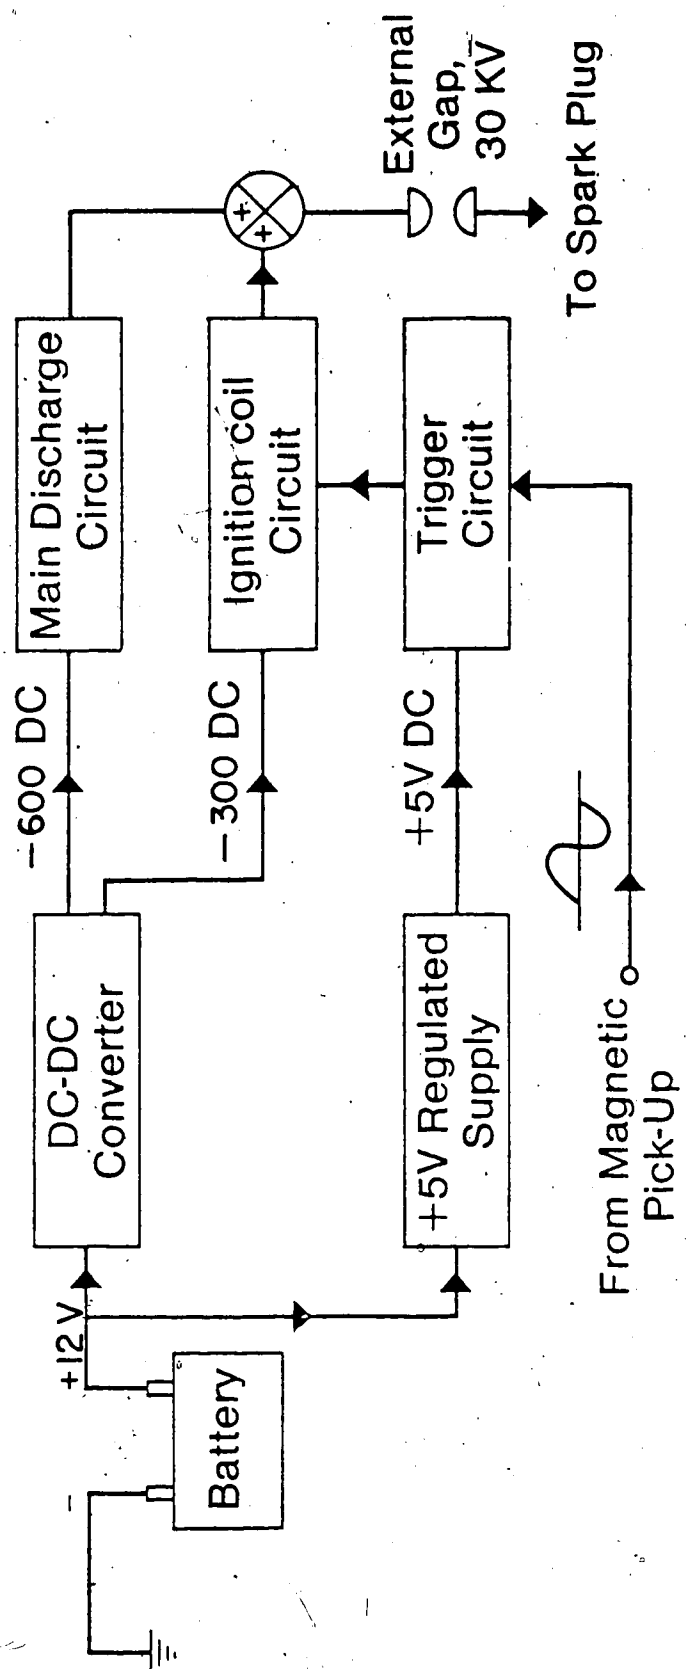 -600 DC
Main Discharge
Circuit
+12 V
DC-DC
Converter
-300 DC
Ignition coil
Circuit
+
+
External
Gap,
30 KV
-
Battery
+5V Regulated
Supply
+5V DC
Trigger
Circuit
To Spark Plug
From Magnetic
Pick-Up